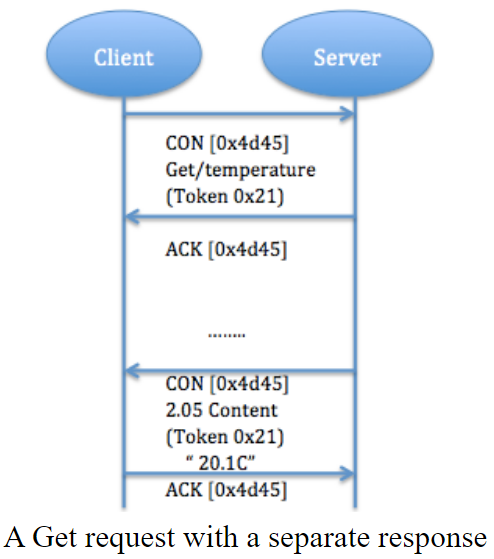 Client
Server
CON [0x4d45]
Get/temperature
(Token 0x21)
ACK [0x4d45]
........
CON [0x4d45]
2.05 Content
(Token 0x21)
“ 20.1C”
ACK [0x4d45]
A Get request with a separate response